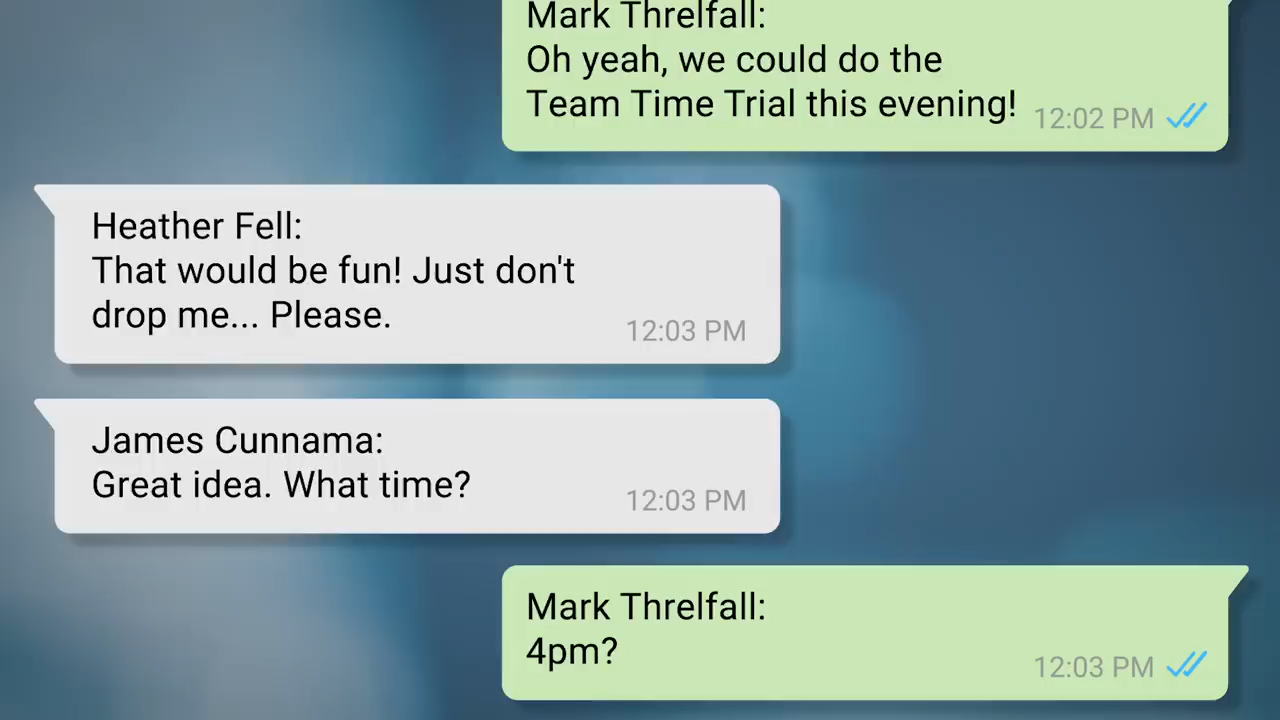 Mark Threlfall:
Oh yeah, we could do the
Team Time Trial this evening!
12:02 PM
Heather Fell:
That would be fun! Just don't
drop me... Please.
12:03 PM
James Cunnama:
Great idea. What time?
12:03 PM
Mark Threlfall:
4pm?
12:03 PM